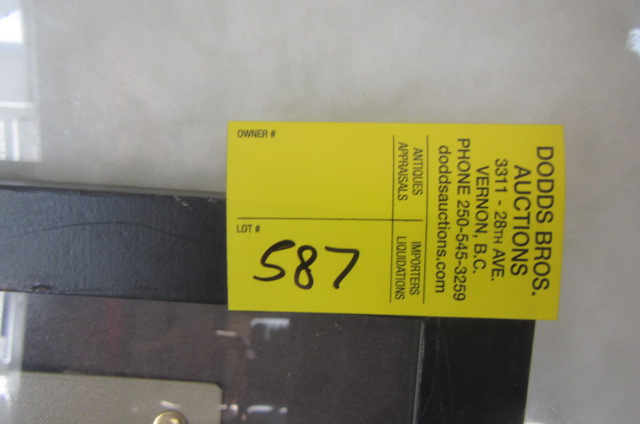 DODDS BROS.
AUCTIONS
3311 - 28TH AVE.
VERNON, B.C.
PHONE 250-545-3259
doddsauctions.com
ANTIQUES
APPRAISALS
IMPORTERS
LIQUIDATIONS
OWNER #
LOT #
587